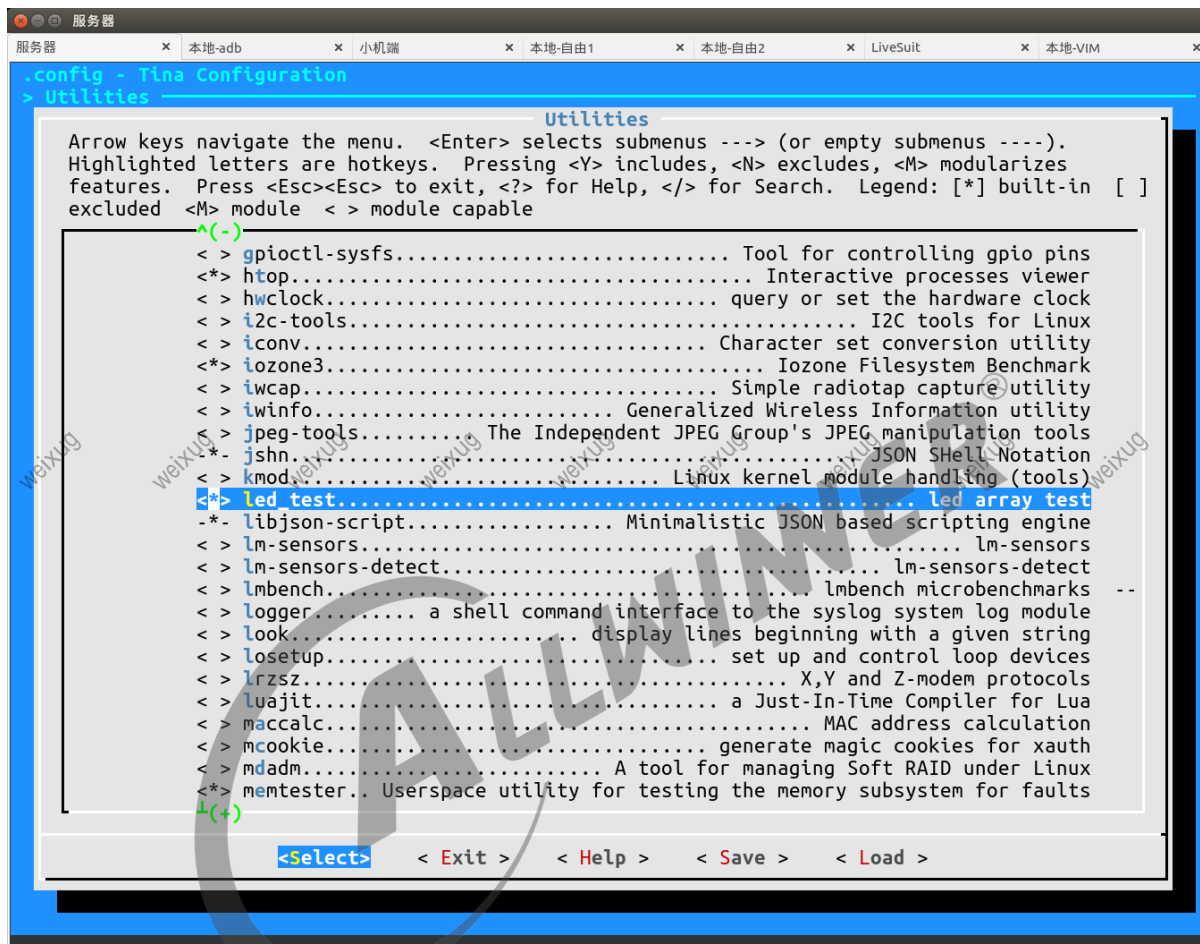 服务器
服务器 × 本地-adb × 小机端 × 本地-自由1 × 本地-自由2 × LiveSuit × 本地-VIM ×
.config - Tina Configuration
> Utilities
Utilities
Arrow keys navigate the menu.  <Enter> selects submenus ---> (or empty submenus ----).
Highlighted letters are hotkeys.  Pressing <Y> includes, <N> excludes, <M> modularizes
features.  Press <Esc><Esc> to exit, <?> for Help, </> for Search.  Legend: [*] built-in  [ ]
excluded  <M> module  < > module capable
^(-)
< > gpioctl-sysfs............................. Tool for controlling gpio pins
<*> htop......................................... Interactive processes viewer
< > hwclock.................................. query or set the hardware clock
< > i2c-tools............................................ I2C tools for Linux
< > iconv................................... Character set conversion utility
<*> iozone3...................................... Iozone Filesystem Benchmark
< > iwcap.................................... Simple radiotap capture utility
< > iwinfo.......................... Generalized Wireless Information utility
< > jpeg-tools.......... The Independent JPEG Group's JPEG manipulation tools
-*- jshn................................................. JSON SHell Notation
< > kmod................................. Linux kernel module handling (tools)
<*> led_test.................................................. led array test
-*- libjson-script.................. Minimalistic JSON based scripting engine
< > lm-sensors.................................................... lm-sensors
< > lm-sensors-detect...................................... lm-sensors-detect
< > lmbench.......................................... lmbench microbenchmarks  --
< > logger............ a shell command interface to the syslog system log module
< > look......................... display lines beginning with a given string
< > losetup.................................. set up and control loop devices
< > lrzsz.......................................... X,Y and Z-modem protocols
< > luajit................................... a Just-In-Time Compiler for Lua
< > maccalc.......................................... MAC address calculation
< > mcookie................................. generate magic cookies for xauth
< > mdadm.......................... A tool for managing Soft RAID under Linux
<*> memtester.. Userspace utility for testing the memory subsystem for faults
┴(+)
<Select>    < Exit >    < Help >    < Save >    < Load >
weixug weixug weixug weixug weixug weixug weixug weixug weixug
ALLWINNER®